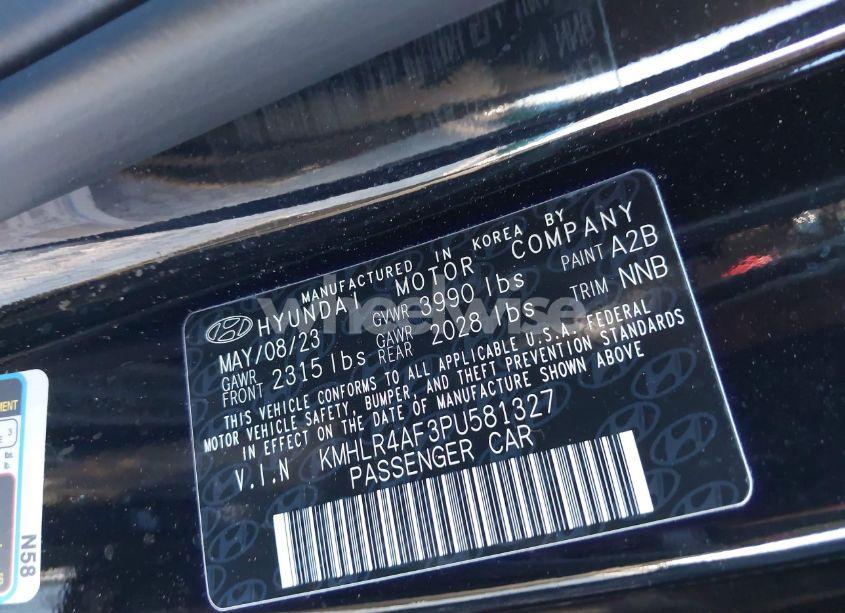 MANUFACTURED IN KOREA BY
HYUNDAI MOTOR COMPANY
MAY/08/23 GVWR 3990 lbs PAINT A2B
GAWR FRONT 2315 lbs GAWR REAR 2028 lbs TRIM NNB
THIS VEHICLE CONFORMS TO ALL APPLICABLE U.S.A. FEDERAL
MOTOR VEHICLE SAFETY, BUMPER, AND THEFT PREVENTION STANDARDS
IN EFFECT ON THE DATE OF MANUFACTURE SHOWN ABOVE
V.I.N KMHLR4AF3PU581327
PASSENGER CAR
wheelwise
N58